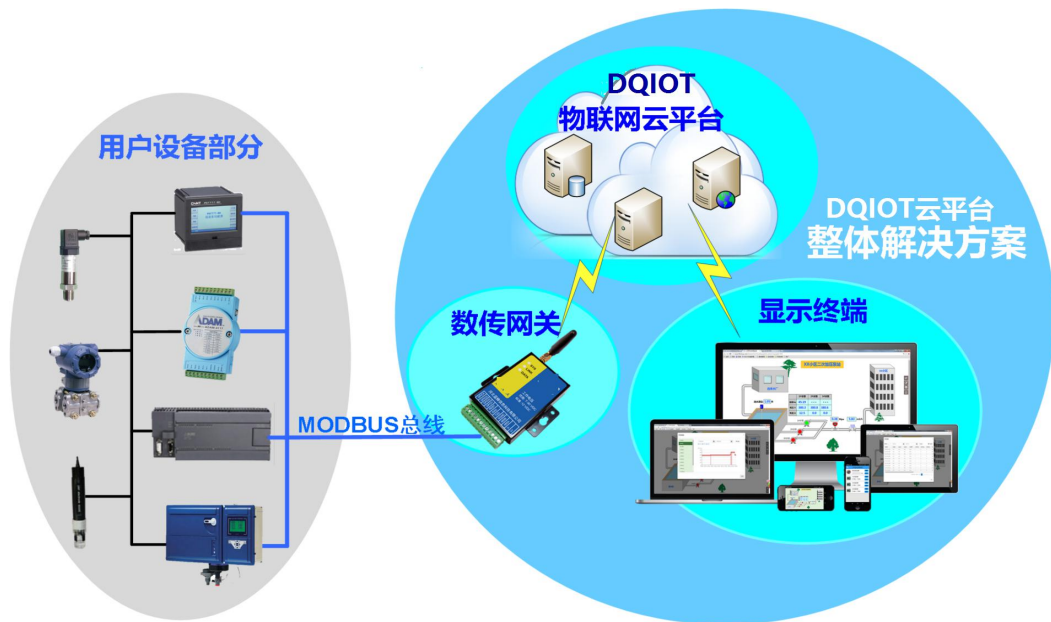 DQIOT
物联网云平台
用户设备部分
DQIOT云平台
整体解决方案
数传网关
显示终端
ADAM
MODBUS总线